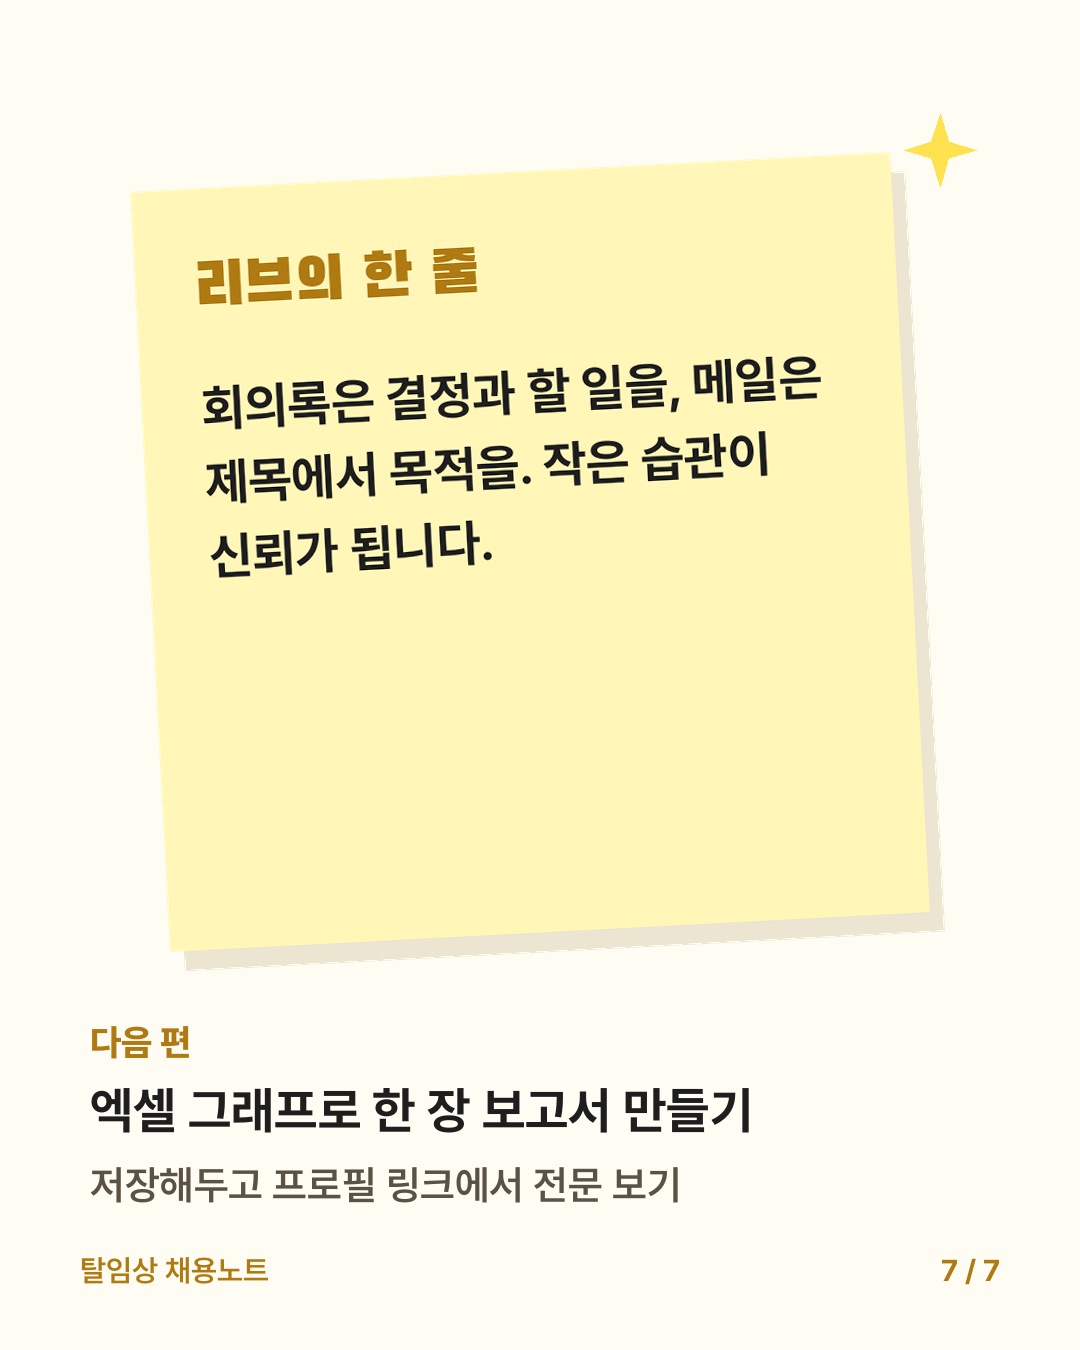 리브의 한 줄
회의록은 결정과 할 일을, 메일은
제목에서 목적을. 작은 습관이
신뢰가 됩니다.
다음 편
엑셀 그래프로 한 장 보고서 만들기
저장해두고 프로필 링크에서 전문 보기
탈임상 채용노트
7 / 7